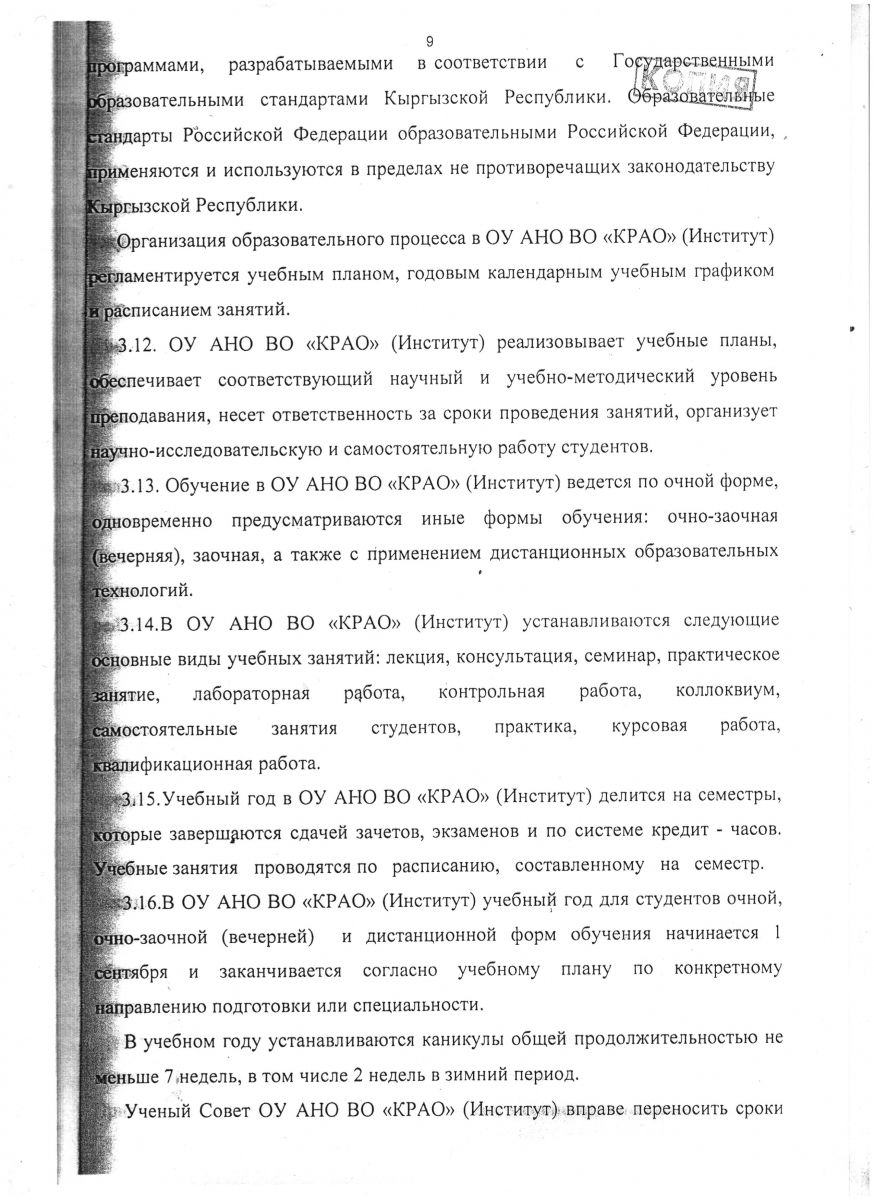 9
программами, разрабатываемыми в соответствии с Государственными
КОПИЯ
образовательными стандартами Кыргызской Республики. Образовательные
стандарты Российской Федерации образовательными Российской Федерации,
применяются и используются в пределах не противоречащих законодательству
Кыргызской Республики.
Организация образовательного процесса в ОУ АНО ВО «КРАО» (Институт)
регламентируется учебным планом, годовым календарным учебным графиком
и расписанием занятий.
3.12. ОУ АНО ВО «КРАО» (Институт) реализовывает учебные планы,
обеспечивает соответствующий научный и учебно-методический уровень
преподавания, несет ответственность за сроки проведения занятий, организует
научно-исследовательскую и самостоятельную работу студентов.
3.13. Обучение в ОУ АНО ВО «КРАО» (Институт) ведется по очной форме,
одновременно предусматриваются иные формы обучения: очно-заочная
(вечерняя), заочная, а также с применением дистанционных образовательных
технологий.
3.14.В ОУ АНО ВО «КРАО» (Институт) устанавливаются следующие
основные виды учебных занятий: лекция, консультация, семинар, практическое
занятие, лабораторная работа, контрольная работа, коллоквиум,
самостоятельные занятия студентов, практика, курсовая работа,
квалификационная работа.
3.15.Учебный год в ОУ АНО ВО «КРАО» (Институт) делится на семестры,
которые завершаются сдачей зачетов, экзаменов и по системе кредит - часов.
Учебные занятия проводятся по расписанию, составленному на семестр.
3.16.В ОУ АНО ВО «КРАО» (Институт) учебный год для студентов очной,
очно-заочной (вечерней) и дистанционной форм обучения начинается 1
сентября и заканчивается согласно учебному плану по конкретному
направлению подготовки или специальности.
В учебном году устанавливаются каникулы общей продолжительностью не
меньше 7 недель, в том числе 2 недель в зимний период.
Ученый Совет ОУ АНО ВО «КРАО» (Институт) вправе переносить сроки